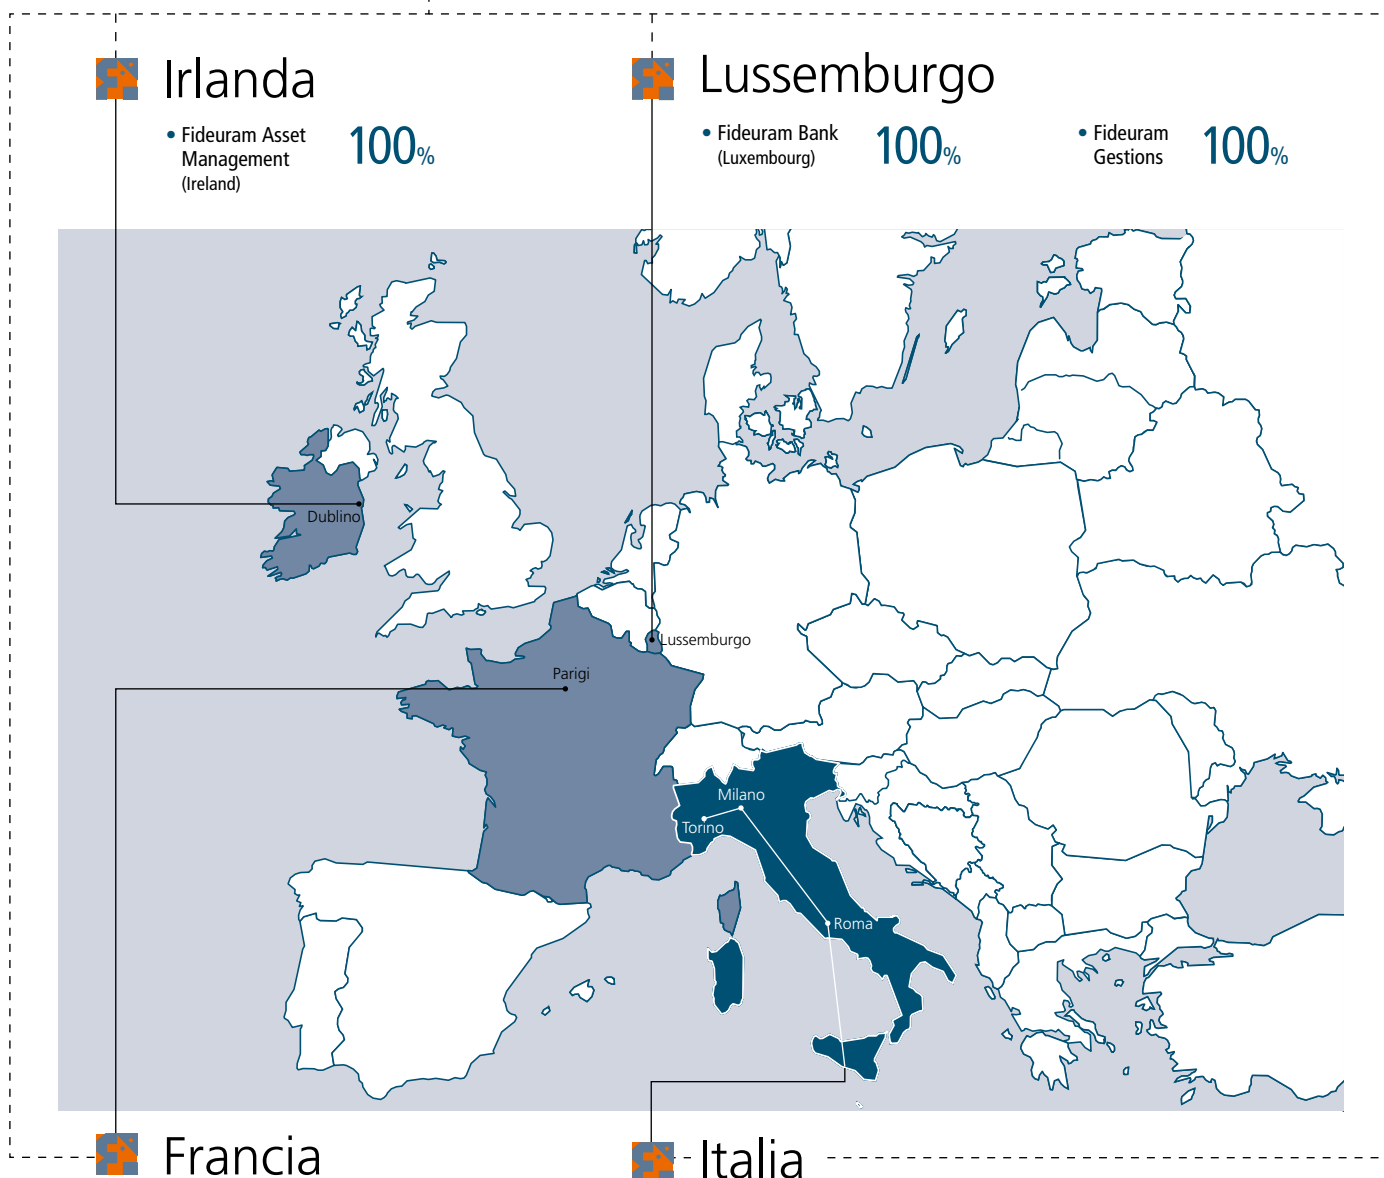 Irlanda
• Fideuram Asset
Management
(Ireland)
100%
Lussemburgo
• Fideuram Bank
(Luxembourg)
100%
• Fideuram
Gestions
100%
Dublino
Lussemburgo
Parigi
Milano
Torino
Roma
Francia
Italia